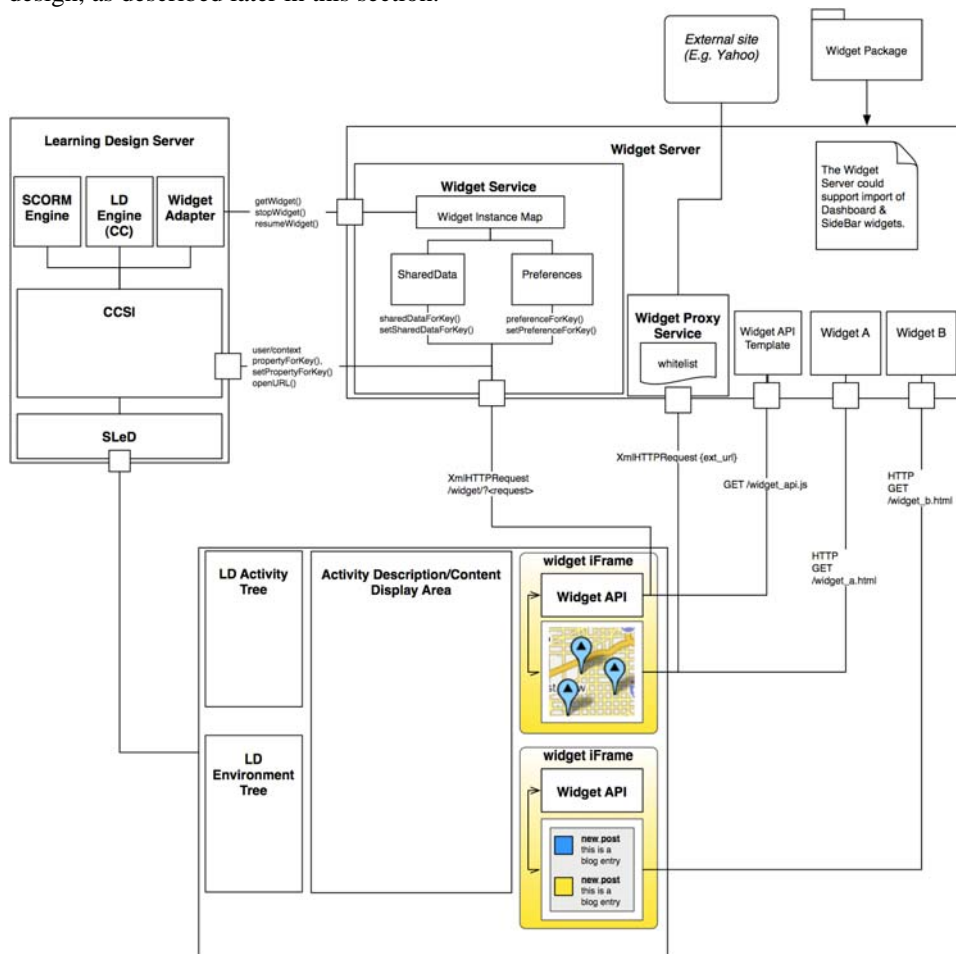 design, as described later in this section.
External site
(E.g. Yahoo)
Widget Package
Learning Design Server
SCORM
Engine
LD
Engine
(CC)
Widget
Adapter
CCSI
SLeD
getWidget()
stopWidget()
resumeWidget()
user/context
propertyForKey(),
setPropertyForKey()
openURL()
Widget Server
Widget Service
Widget Instance Map
SharedData
Preferences
sharedDataForKey()
setSharedDataForKey()
preferenceForKey()
setPreferenceForKey()
The Widget
Server could
support import of
Dashboard &
SideBar widgets.
Widget Proxy
Service
whitelist
Widget API
Template
Widget A
Widget B
XmlHTTPRequest
/widget/?<request>
XmlHTTPRequest {ext_url}
GET /widget_api.js
HTTP
GET
/widget_a.html
HTTP
GET
/widget_b.html
LD Activity
Tree
Activity Description/Content
Display Area
LD
Environment
Tree
widget iFrame
Widget API
widget iFrame
Widget API
new post
this is a
blog entry
new post
this is a
blog entry